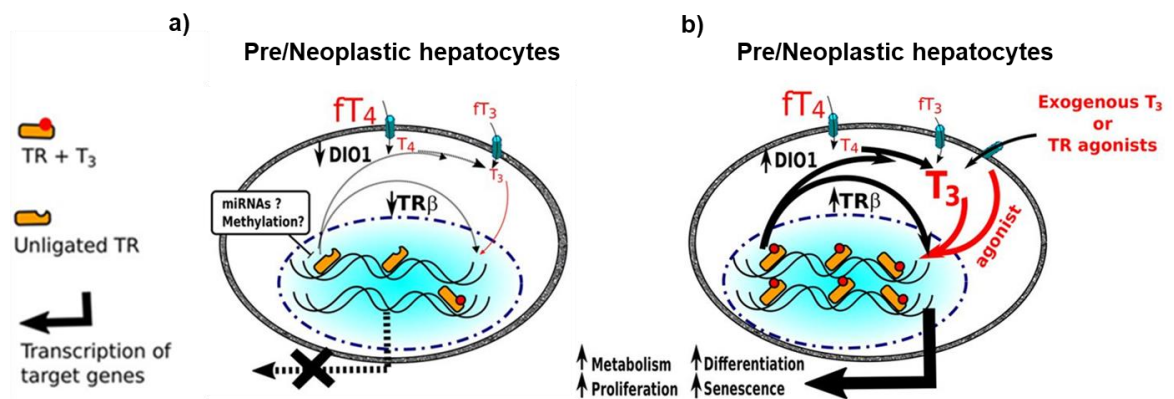 a)
Pre/Neoplastic hepatocytes
b)
Pre/Neoplastic hepatocytes
TR + T3
Unligated TR
Transcription of
target genes
fT4
fT3
T4
DIO1
T3
miRNAs ?
Methylation?
TRβ
fT4
fT3
Exogenous T3
or
TR agonists
T4
DIO1
T3
TRβ
agonist
Metabolism
Differentiation
Proliferation
Senescence